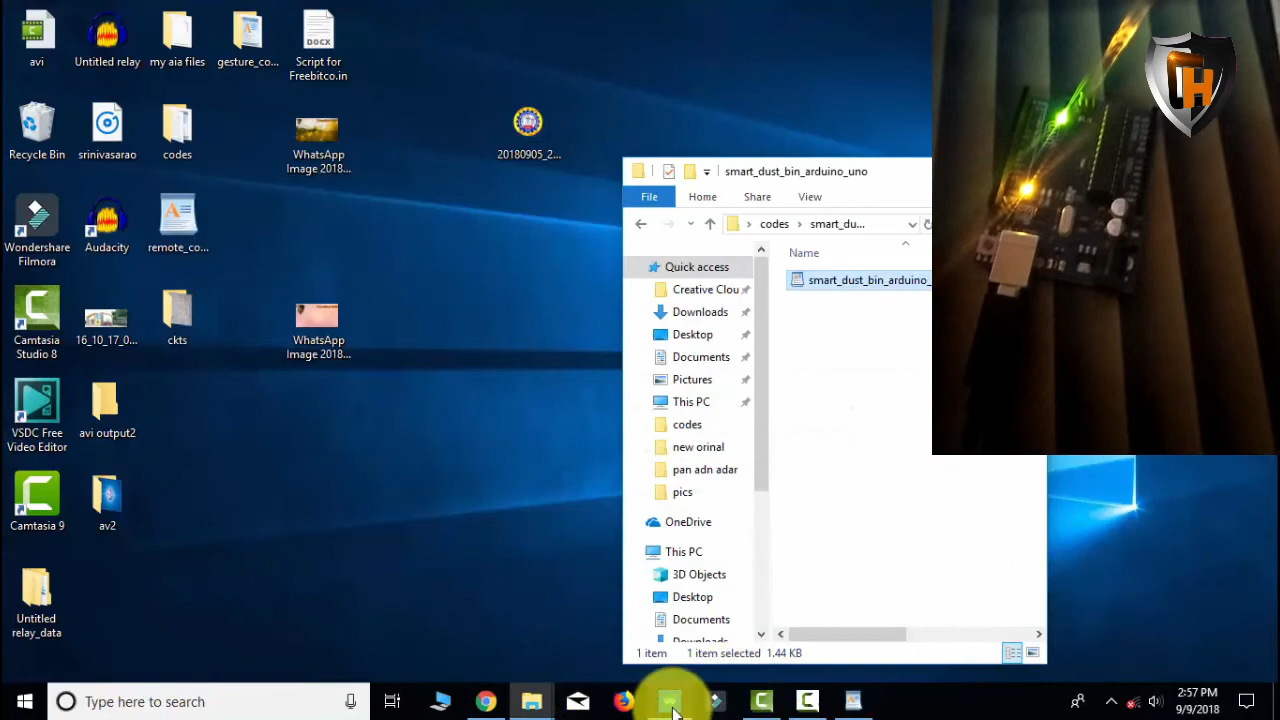 avi
Untitled relay
my aia files
gesture_co...
Script for
Freebitco.in
Recycle Bin
srinivasarao
codes
WhatsApp
Image 2018...
20180905_2...
Wondershare
Filmora
Audacity
remote_co...
Camtasia
Studio 8
16_10_17_0...
ckts
WhatsApp
Image 2018...
VSDC Free
Video Editor
avi output2
Camtasia 9
av2
Untitled
relay_data
DOCX
smart_dust_bin_arduino_uno
File
Home
Share
View
codes
smart_du...
Name
smart_dust_bin_arduino_
Quick access
Creative Clou
Downloads
Desktop
Documents
Pictures
This PC
codes
new orinal
pan adn adar
pics
OneDrive
This PC
3D Objects
Desktop
Documents
Downloads
1 item
1 item selected 1.44 KB
CH
Type here to search
2:57 PM
9/9/2018